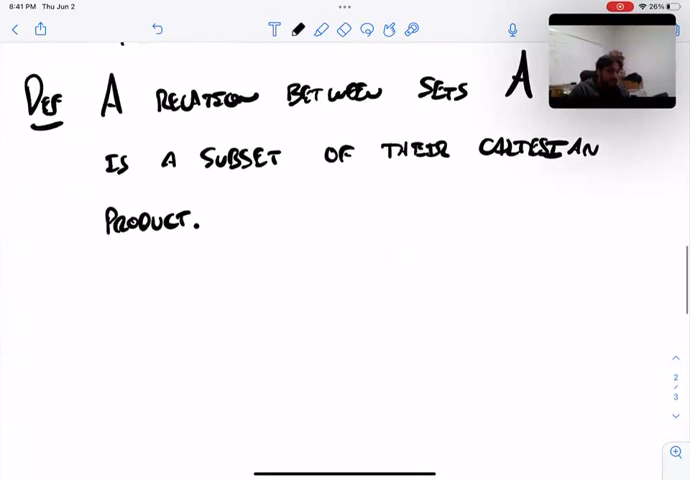 8:41 PM Thu Jun 2
26%
DEF A RELATION BETWEEN SETS A
IS A SUBSET OF THEIR CARTESIAN
PRODUCT.
2
/
3